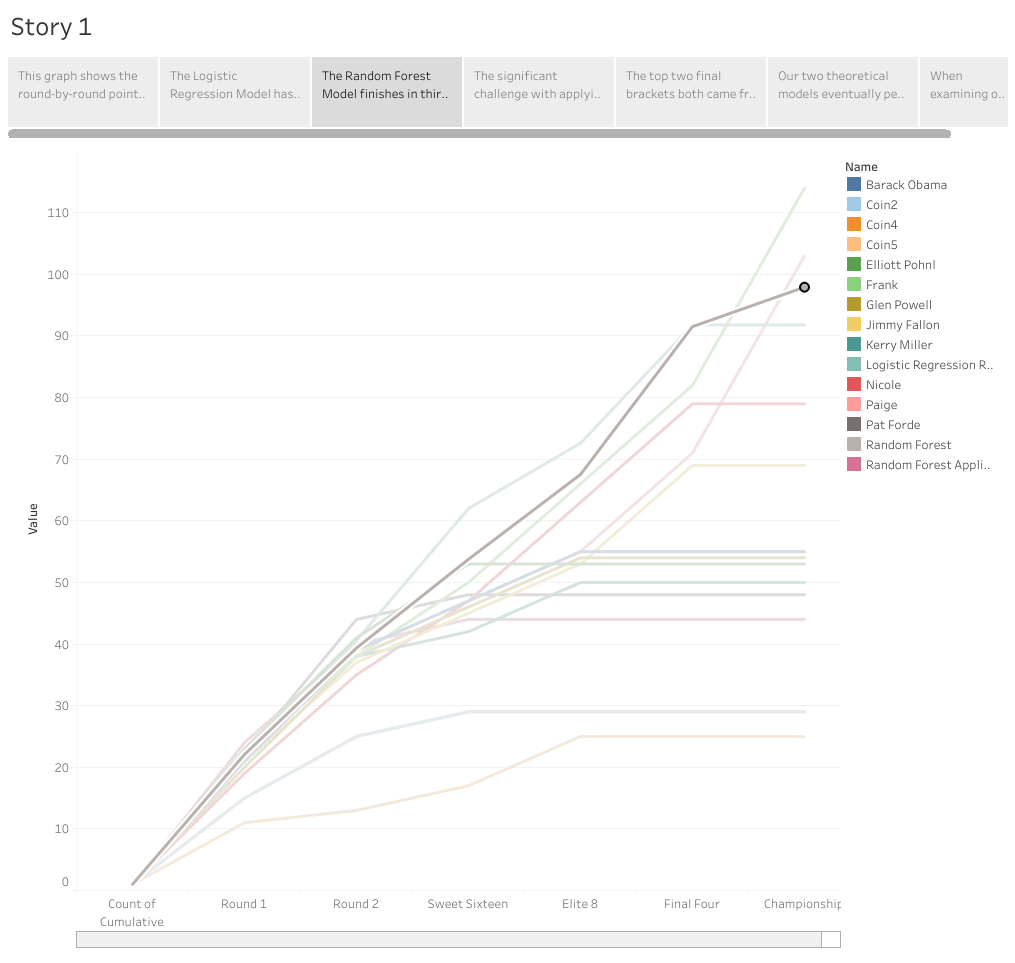 Story 1
This graph shows the
round-by-round point..
The Logistic
Regression Model has..
The Random Forest
Model finishes in thir..
The significant
challenge with applyi..
The top two final
brackets both came fr..
Our two theoretical
models eventually pe..
When
examining o..
Name
Barack Obama
Coin2
Coin4
Coin5
Elliott Pohnl
Frank
Glen Powell
Jimmy Fallon
Kerry Miller
Logistic Regression R..
Nicole
Paige
Pat Forde
Random Forest
Random Forest Appli..
Value
110
100
90
80
70
60
50
40
30
20
10
0
Count of
Cumulative
Round 1
Round 2
Sweet Sixteen
Elite 8
Final Four
Championship